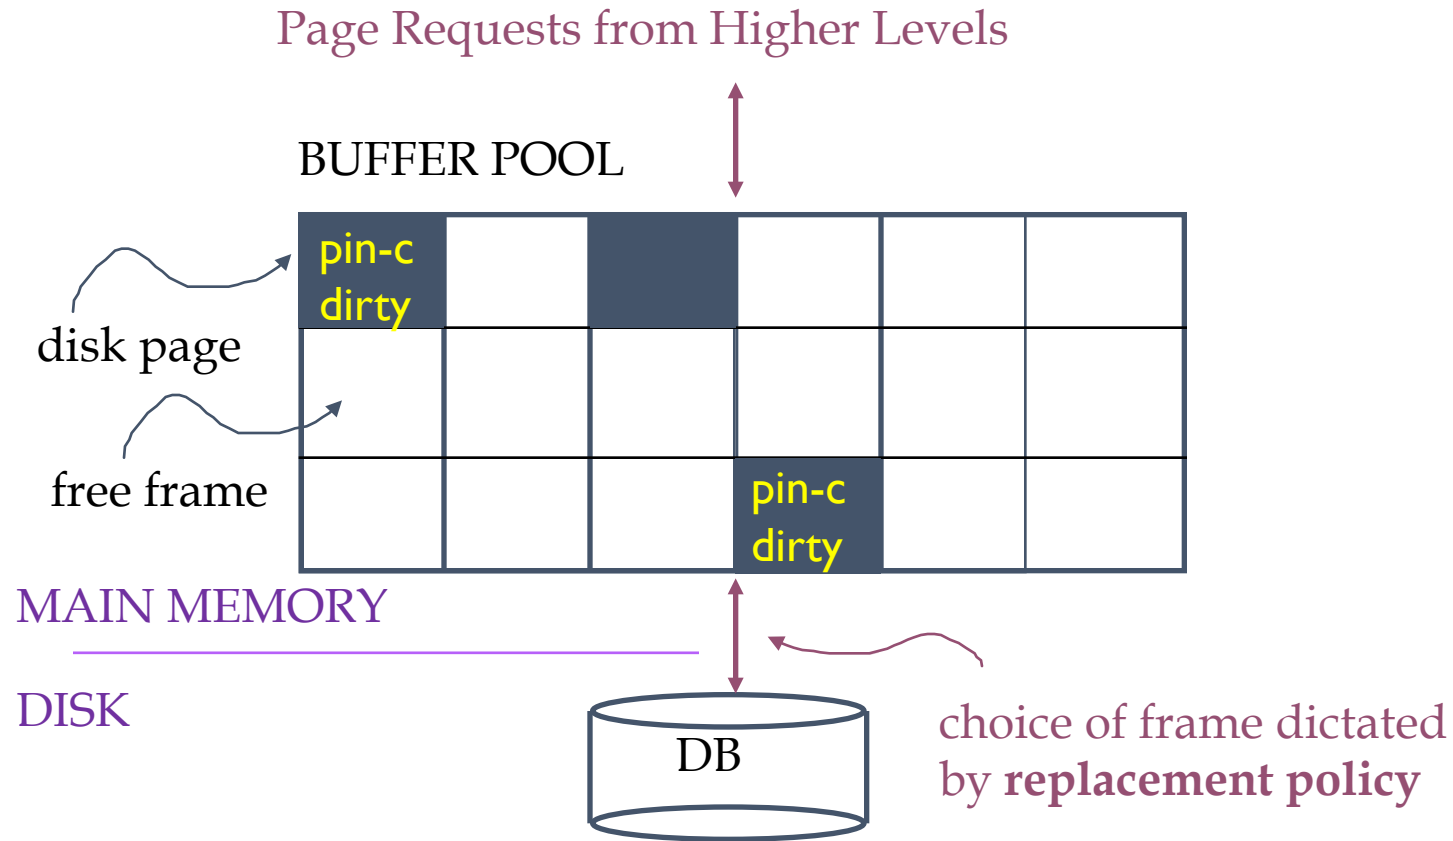 Page Requests from Higher Levels
BUFFER POOL
pin-c
dirty
disk page
free frame
pin-c
dirty
MAIN MEMORY
DISK
DB
choice of frame dictated
by replacement policy